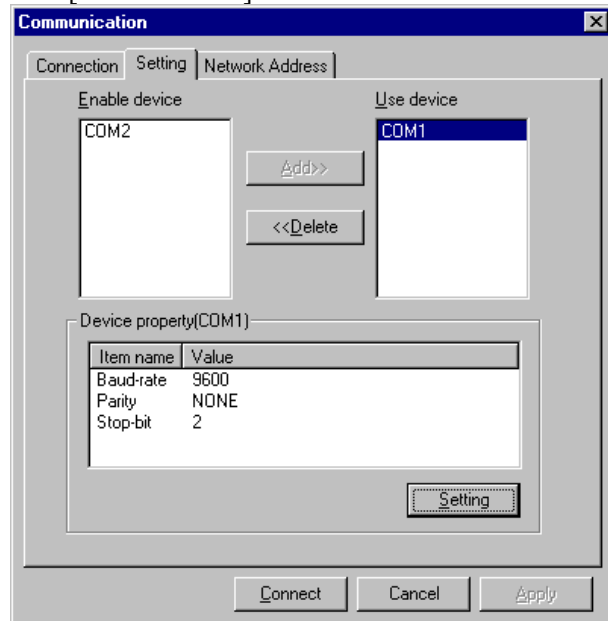 Communication
Connection Setting Network Address
Enable device Use device
COM2 COM1
Add>>
<<Delete
Device property(COM1)
Item name Value
Baud-rate 9600
Parity NONE
Stop-bit 2
Setting
Connect Cancel Apply